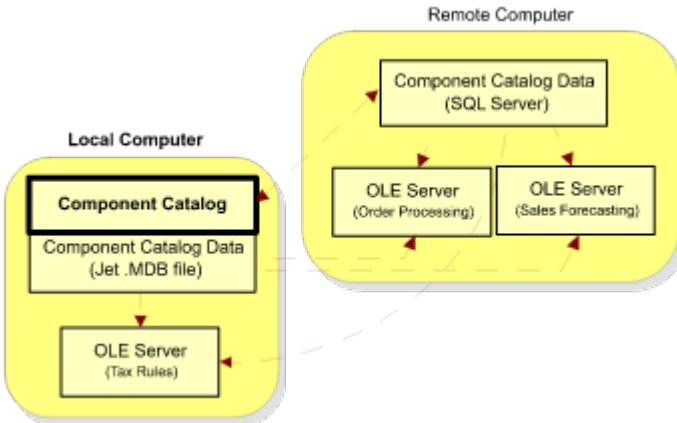 Remote Computer
Component Catalog Data
(SQL Server)
OLE Server
(Order Processing)
OLE Server
(Sales Forecasting)
Local Computer
Component Catalog
Component Catalog Data
(Jet .MDB file)
OLE Server
(Tax Rules)